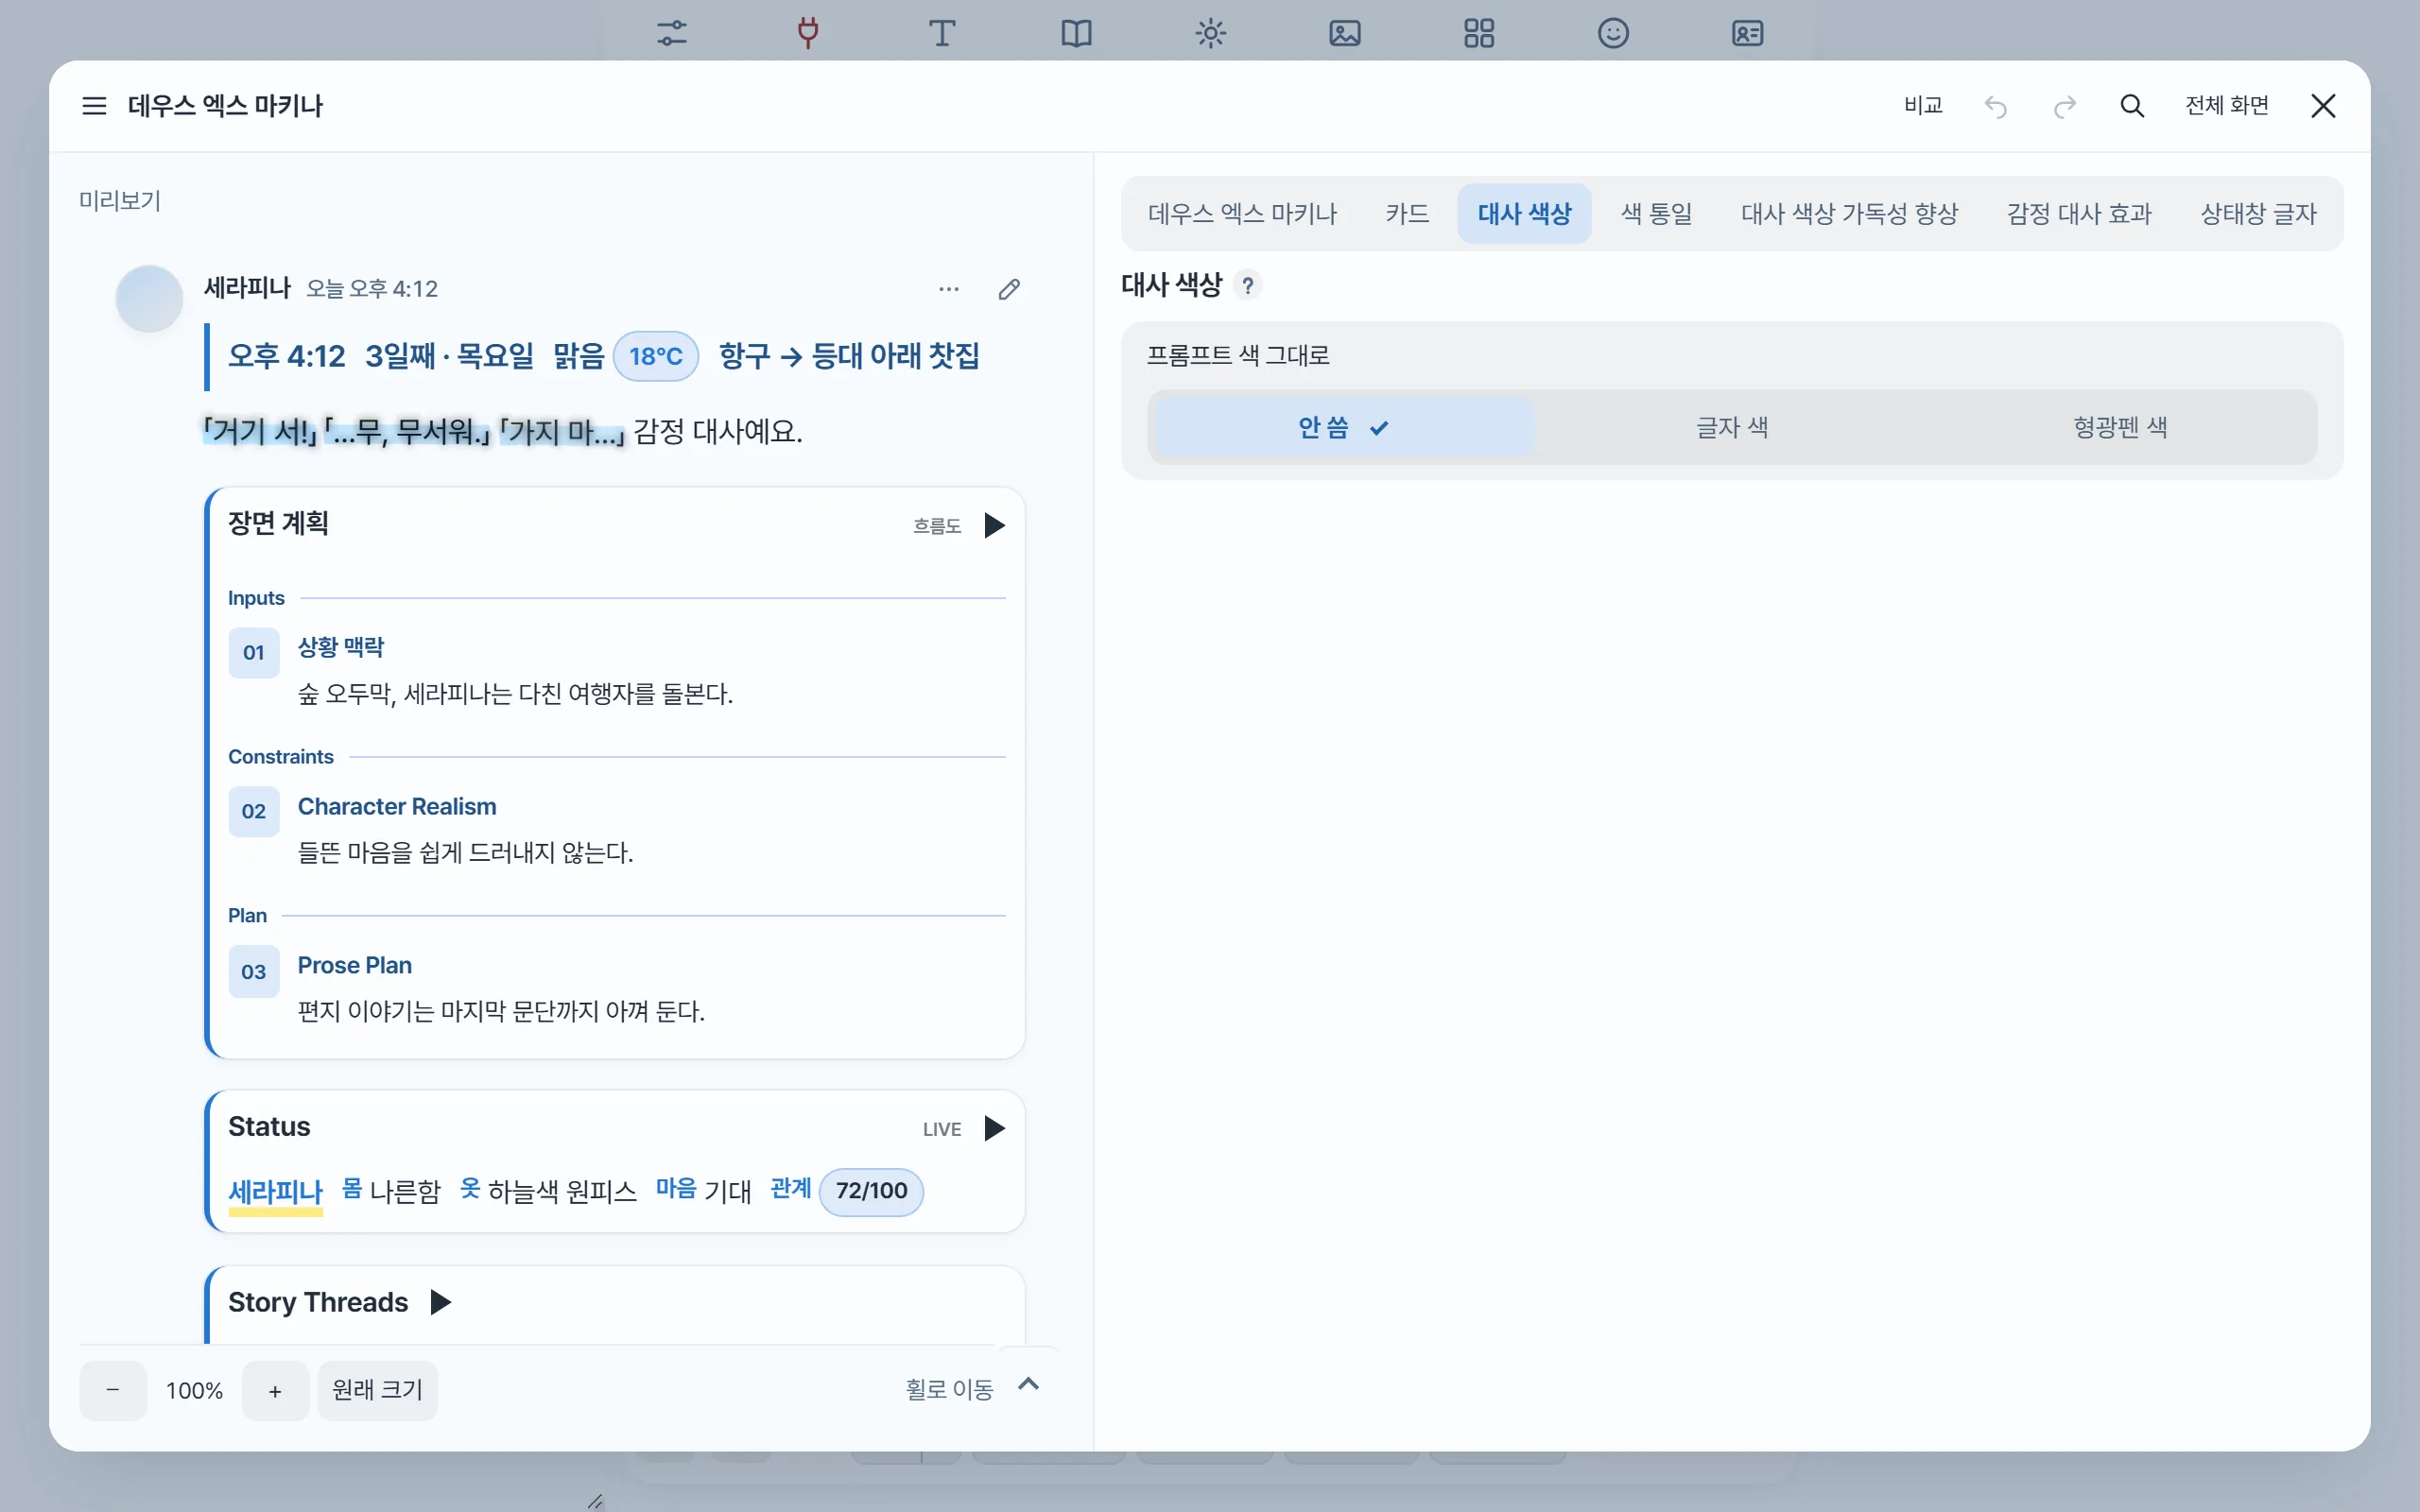 데우스 엑스 마키나
비교
전체 화면
미리보기
세라피나 오늘 오후 4:12
오후 4:12 3일째 · 목요일 맑음 18°C 항구 → 등대 아래 찻집
「거기 서!」 「...무, 무서워.」 「가지 마...」 감정 대사예요.
장면 계획
흐름도
Inputs
01 상황 맥락
숲 오두막, 세라피나는 다친 여행자를 돌본다.
Constraints
02 Character Realism
들뜬 마음을 쉽게 드러내지 않는다.
Plan
03 Prose Plan
편지 이야기는 마지막 문단까지 아껴 둔다.
Status
LIVE
세라피나 몸 나른함 옷 하늘색 원피스 마음 기대 관계 72/100
Story Threads
− 100% + 원래 크기
휠로 이동
데우스 엑스 마키나 카드 대사 색상 색 통일 대사 색상 가독성 향상 감정 대사 효과 상태창 글자
대사 색상 ?
프롬프트 색 그대로
안 씀 글자 색 형광펜 색